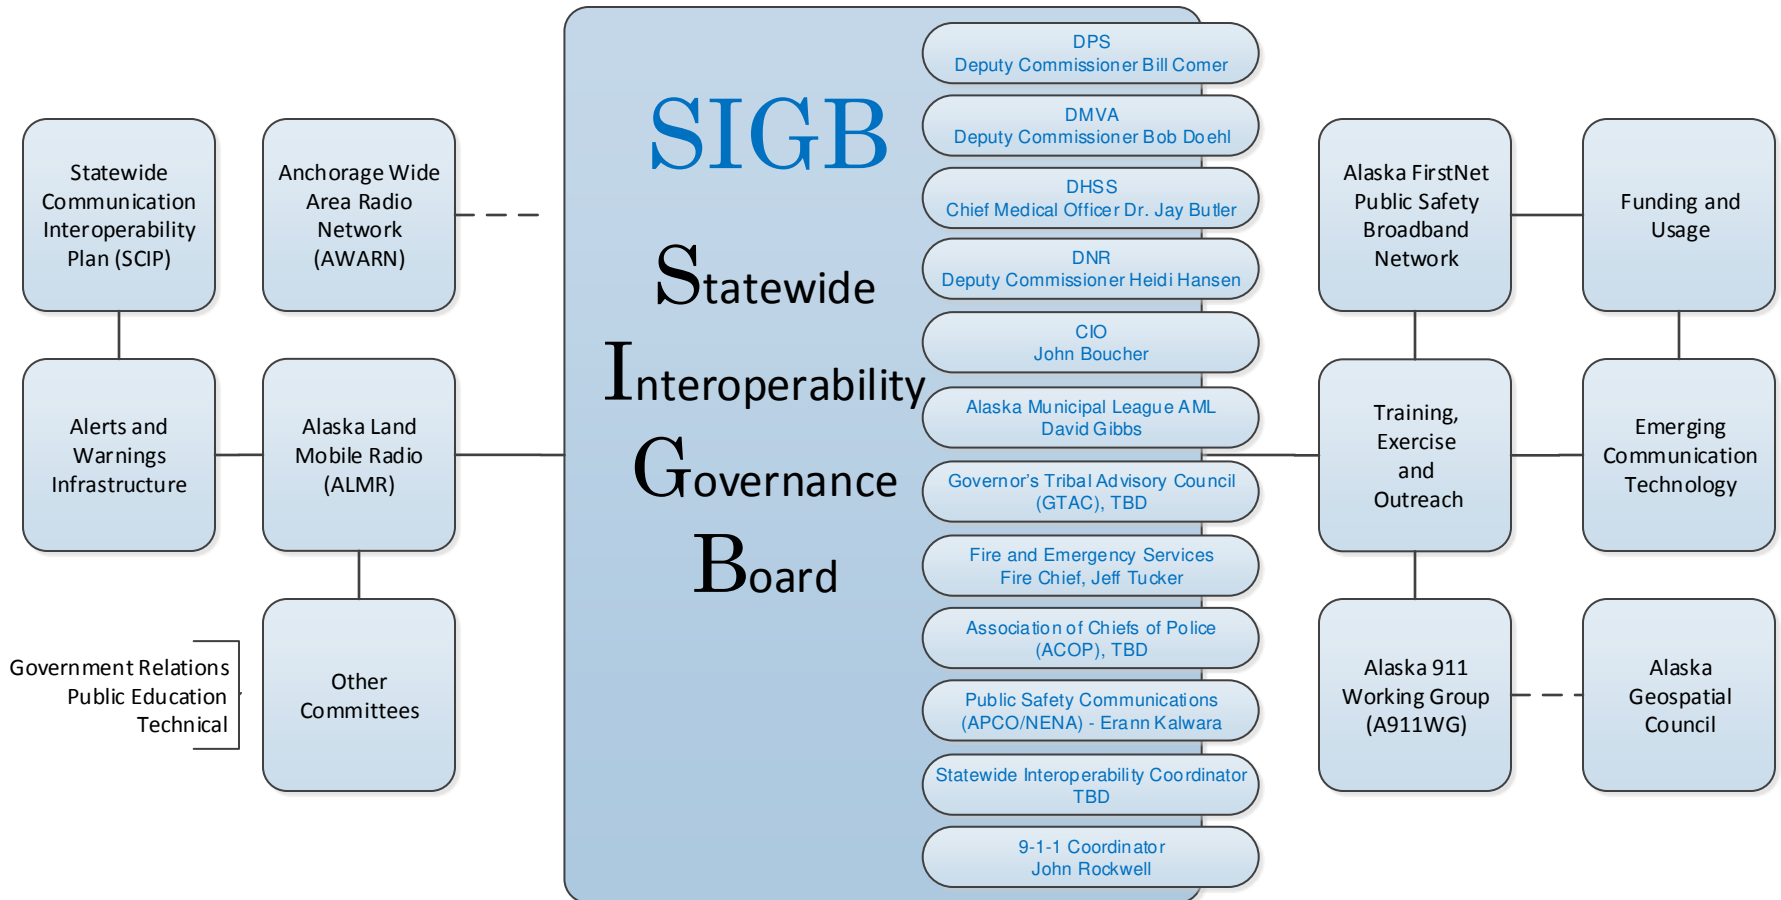 Statewide
Communication
Interoperability
Plan (SCIP)
Anchorage Wide
Area Radio
Network
(AWARN)
Alerts and
Warnings
Infrastructure
Alaska Land
Mobile Radio
(ALMR)
Government Relations
Public Education
Technical
Other
Committees
SIGB
Statewide
Interoperability
Governance
Board
DPS
Deputy Commissioner Bill Comer
DMVA
Deputy Commissioner Bob Doehl
DHSS
Chief Medical Officer Dr. Jay Butler
DNR
Deputy Commissioner Heidi Hansen
CIO
John Boucher
Alaska Municipal League AML
David Gibbs
Governor's Tribal Advisory Council
(GTAC), TBD
Fire and Emergency Services
Fire Chief, Jeff Tucker
Association of Chiefs of Police
(ACOP), TBD
Public Safety Communications
(APCO/NENA) - Erann Kalwara
Statewide Interoperability Coordinator
TBD
9-1-1 Coordinator
John Rockwell
Alaska FirstNet
Public Safety
Broadband
Network
Funding and
Usage
Training,
Exercise
and
Outreach
Emerging
Communication
Technology
Alaska 911
Working Group
(A911WG)
Alaska
Geospatial
Council